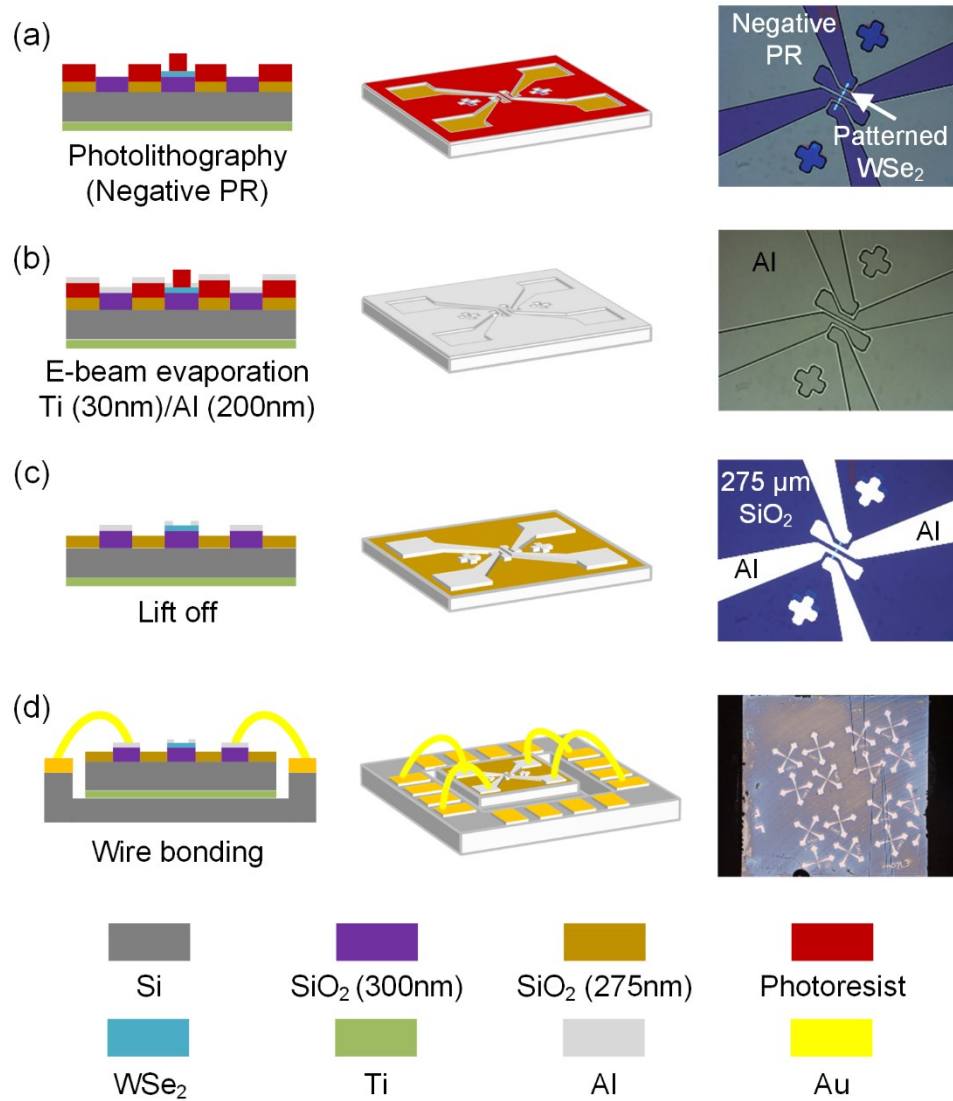 (a)
Photolithography
(Negative PR)
Negative
PR
Patterned
WSe₂
(b)
E-beam evaporation
Ti (30nm)/Al (200nm)
Al
(c)
Lift off
275 μm
SiO₂
Al
Al
(d)
Wire bonding
Si
SiO₂ (300nm)
SiO₂ (275nm)
Photoresist
WSe₂
Ti
Al
Au